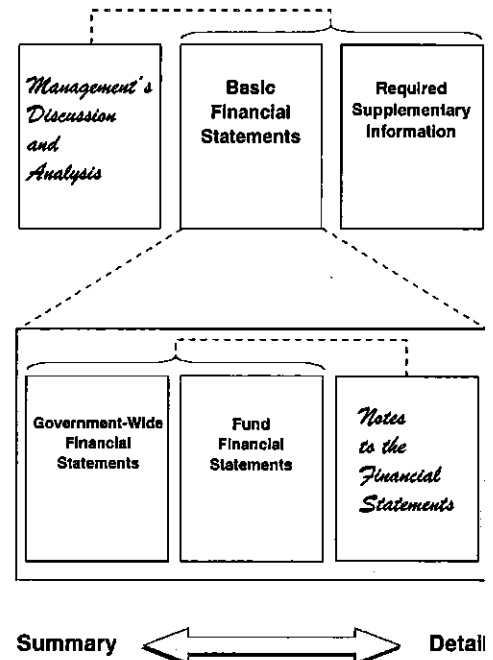 Management's
Discussion
and
Analysis
Basic
Financial
Statements
Required
Supplementary
Information
Government-Wide
Financial
Statements
Fund
Financial
Statements
Notes
to the
Financial
Statements
Summary
Detail